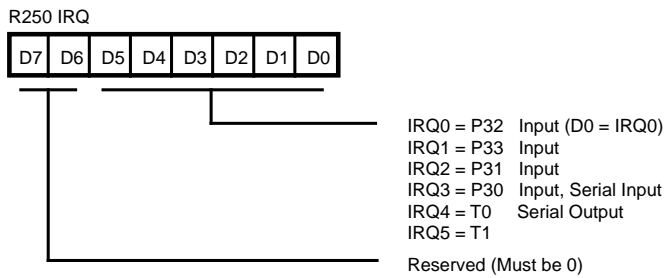 R250 IRQ
D7 D6 D5 D4 D3 D2 D1 D0
IRQ0 = P32 Input (D0 = IRQ0)
IRQ1 = P33 Input
IRQ2 = P31 Input
IRQ3 = P30 Input, Serial Input
IRQ4 = T0 Serial Output
IRQ5 = T1
Reserved (Must be 0)